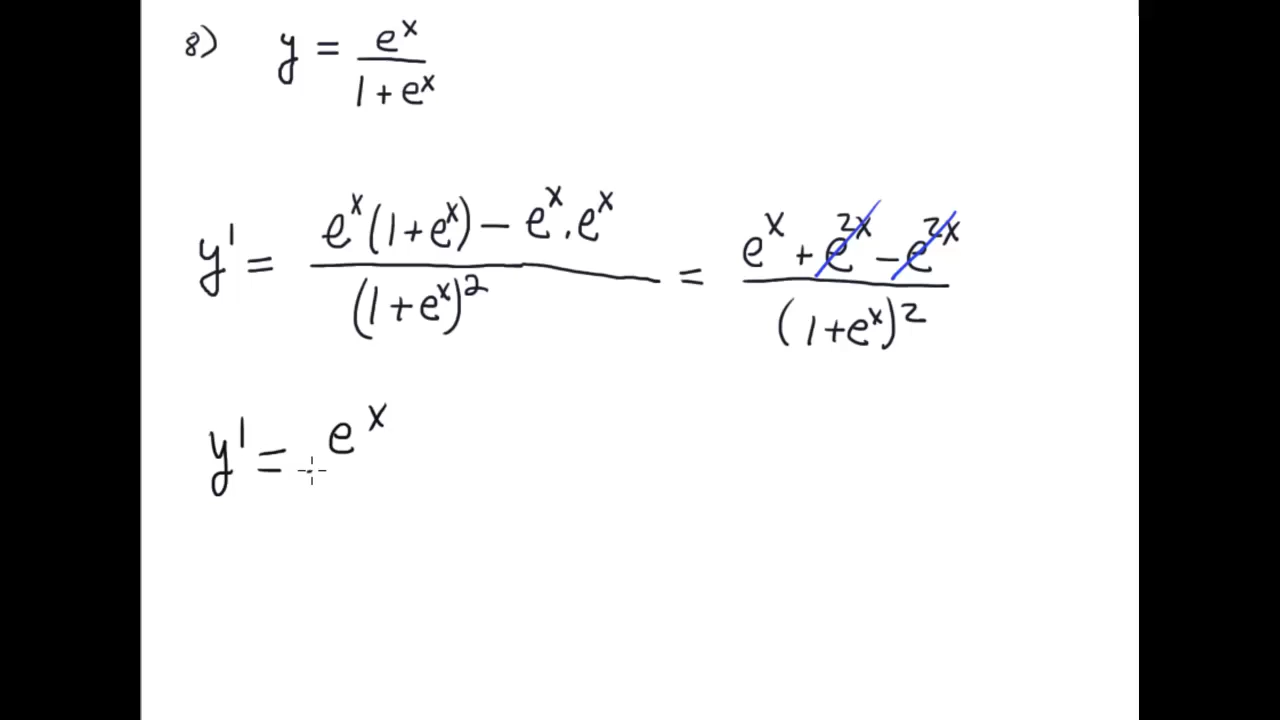 8) y = e^x / (1 + e^x)
y' = (e^x(1+e^x) - e^x . e^x) / (1+e^x)^2 = (e^x + e^2x - e^2x) / (1+e^x)^2
y' = e^x